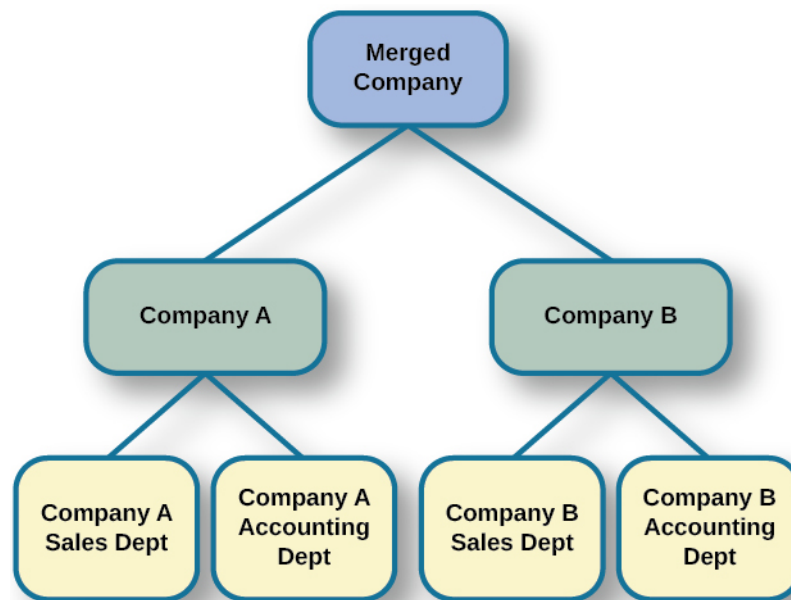 Merged
Company
Company A
Company B
Company A
Sales Dept
Company A
Accounting
Dept
Company B
Sales Dept
Company B
Accounting
Dept